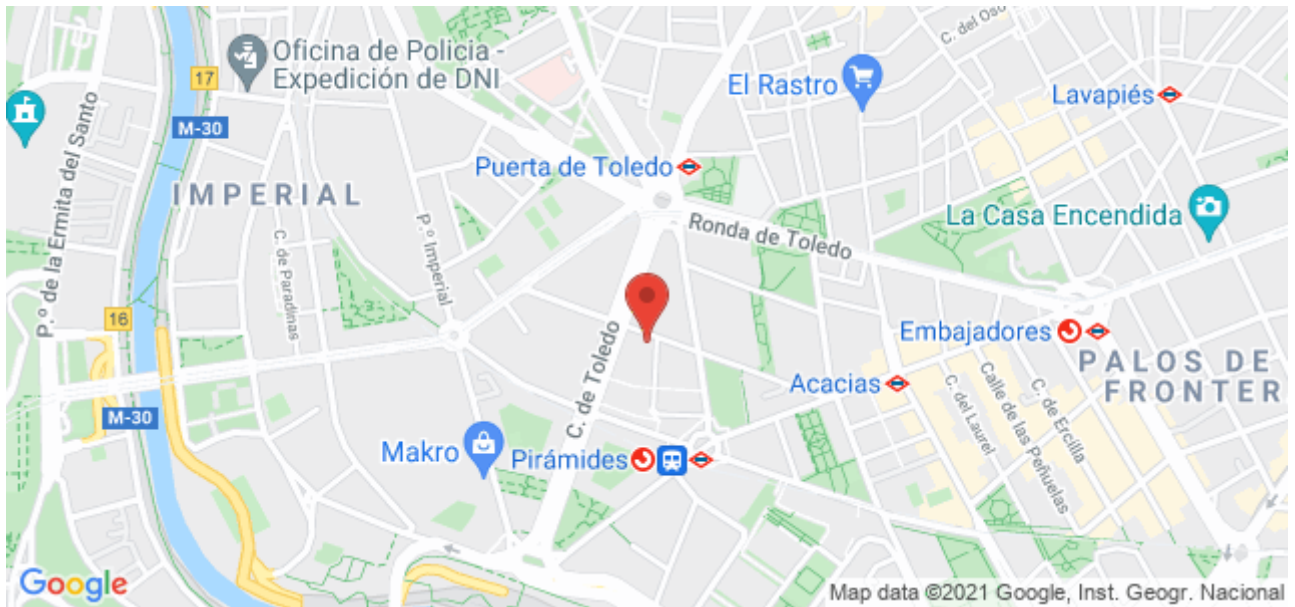 C. del Oso
Oficina de Policia -
Expedición de DNI
17
El Rastro
Lavapiés
M-30
P.º de la Ermita del Santo
Puerta de Toledo
IMPERIAL
P.º Imperial
La Casa Encendida
Ronda de Toledo
C. de Paradinas
16
Embajadores
C. de Toledo
PALOS DE
FRONTER
Acacias
C. del Laurel
Calle de las Peñuelas
C. de Ercilla
M-30
Makro
Pirámides
Google
Map data ©2021 Google, Inst. Geogr. Nacional